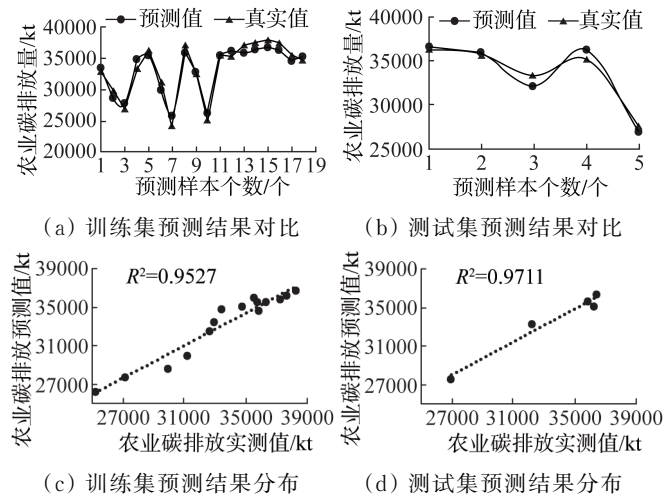 预测值 真实值
农业碳排放量/kt
40000
35000
30000
25000
20000
1 3 5 7 9 11 13 15 17 19
预测样本个数/个
(a) 训练集预测结果对比
预测值 真实值
农业碳排放量/kt
40000
35000
30000
25000
1 2 3 4 5
预测样本个数/个
(b) 测试集预测结果对比
农业碳排放预测值/kt
R²=0.9527
39000
35000
31000
27000
27000 31000 35000 39000
农业碳排放实测值/kt
(c) 训练集预测结果分布
农业碳排放预测值/kt
R²=0.9711
39000
35000
31000
27000
27000 31000 35000 39000
农业碳排放实测值/kt
(d) 测试集预测结果分布